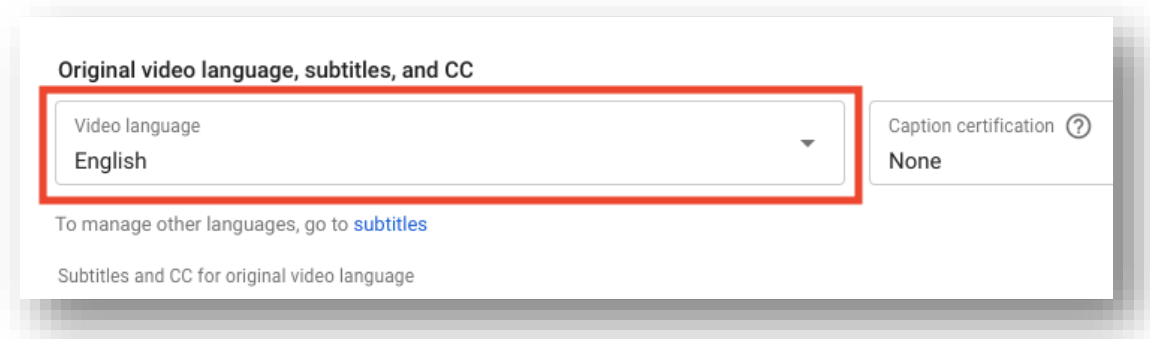 Original video language, subtitles, and CC
Video language
English
Caption certification
None
To manage other languages, go to subtitles
Subtitles and CC for original video language